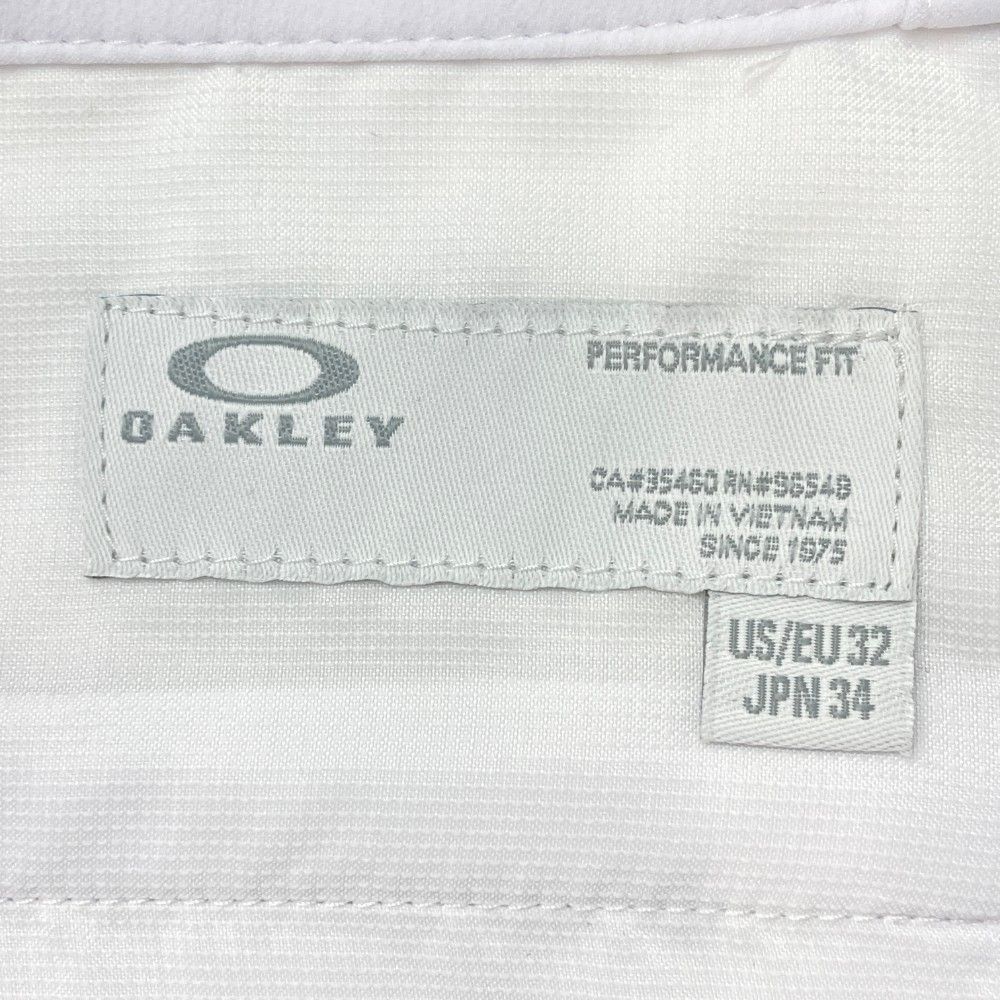 OAKLEY
PERFORMANCE FIT
CA#35460 RN#96548
MADE IN VIETNAM
SINCE 1975
US/EU 32
JPN 34